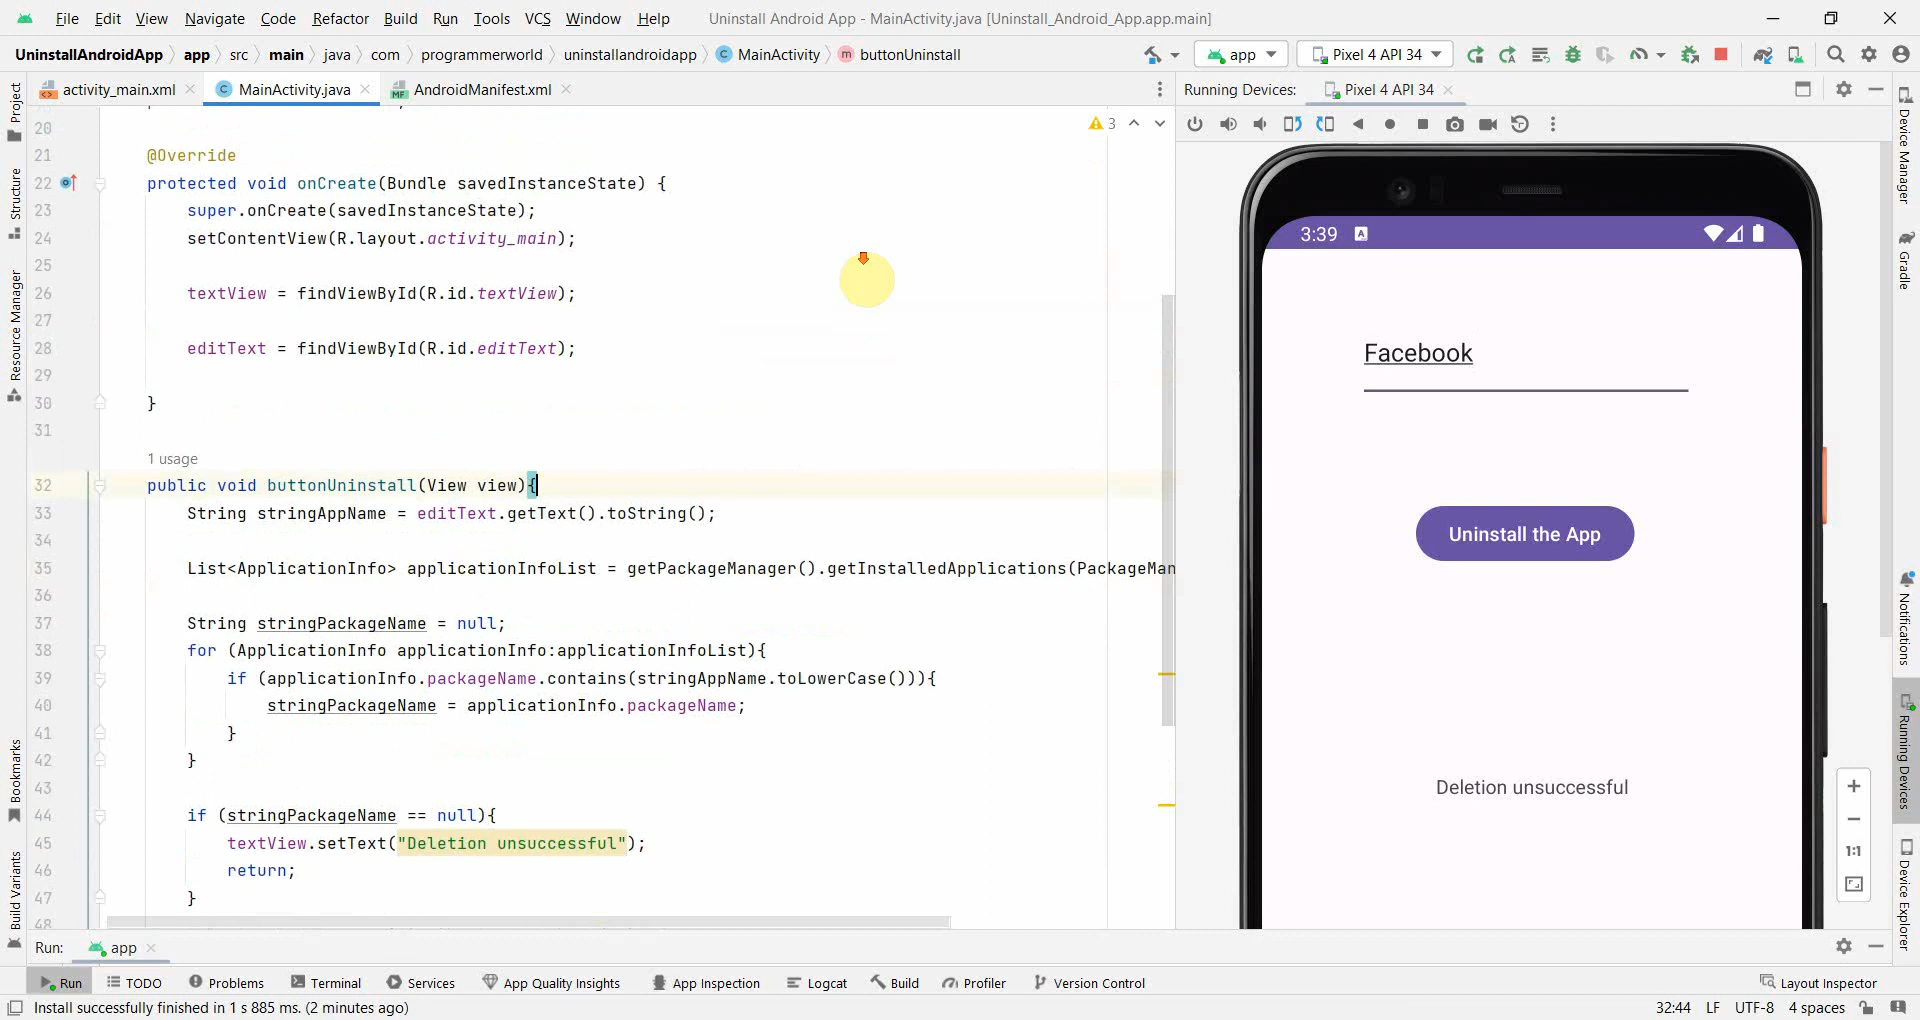 File Edit View Navigate Code Refactor Build Run Tools VCS Window Help Uninstall Android App - MainActivity.java [Uninstall_Android_App.app.main]
UninstallAndroidApp app src main java com programmerworld uninstallandroidapp C MainActivity m buttonUninstall app Pixel 4 API 34
activity_main.xml MainActivity.java AndroidManifest.xml Running Devices: Pixel 4 API 34
3
20
21 @Override
22 protected void onCreate(Bundle savedInstanceState) {
23 super.onCreate(savedInstanceState);
24 setContentView(R.layout.activity_main);
25
26 textView = findViewById(R.id.textView);
27
28 editText = findViewById(R.id.editText);
29
30 }
31
1 usage
32 public void buttonUninstall(View view){
33 String stringAppName = editText.getText().toString();
34
35 List<ApplicationInfo> applicationInfoList = getPackageManager().getInstalledApplications(PackageMan
36
37 String stringPackageName = null;
38 for (ApplicationInfo applicationInfo:applicationInfoList){
39 if (applicationInfo.packageName.contains(stringAppName.toLowerCase())){
40 stringPackageName = applicationInfo.packageName;
41 }
42 }
43
44 if (stringPackageName == null){
45 textView.setText("Deletion unsuccessful");
46 return;
47 }
48
3:39
Facebook
Uninstall the App
Deletion unsuccessful
1:1
Project
Structure
Resource Manager
Bookmarks
Build Variants
Device Manager
Gradle
Notifications
Running Devices
Device Explorer
Run: app
Run TODO Problems Terminal Services App Quality Insights App Inspection Logcat Build Profiler Version Control Layout Inspector
Install successfully finished in 1 s 885 ms. (2 minutes ago) 32:44 LF UTF-8 4 spaces